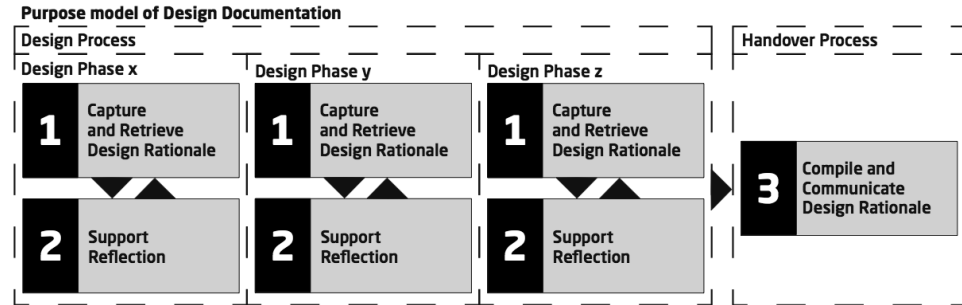 Purpose model of Design Documentation
Design Process
Handover Process
Design Phase x
Design Phase y
Design Phase z
1
Capture
and Retrieve
Design Rationale
1
Capture
and Retrieve
Design Rationale
1
Capture
and Retrieve
Design Rationale
2
Support
Reflection
2
Support
Reflection
2
Support
Reflection
3
Compile and
Communicate
Design Rationale